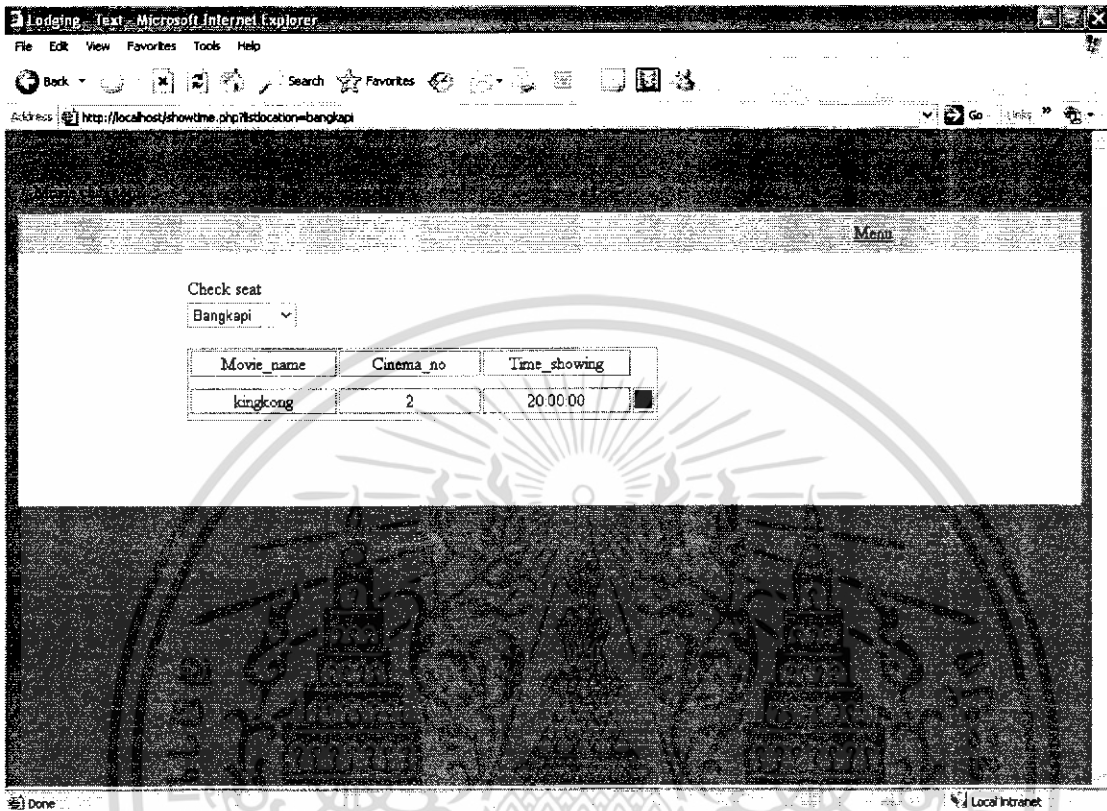 Lodging _ Text - Microsoft Internet Explorer
File Edit View Favorites Tools Help
Back Search Favorites
Address http://localhost/showtime.php?listlocation=bangkapi Go Links »
Menu
Check seat
Bangkapi
Movie_name Cinema_no Time_showing
kingkong 2 20:00:00
Done Local intranet